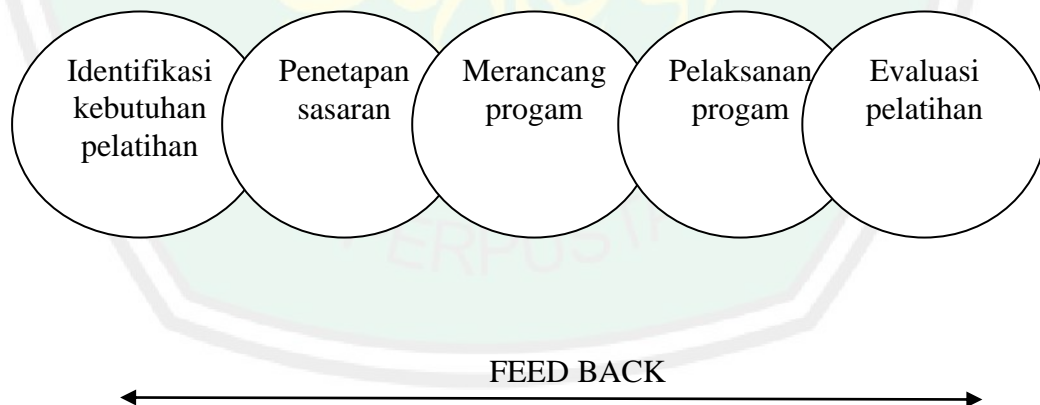 Identifikasi
kebutuhan
pelatihan
Penetapan
sasaran
Merancang
progam
Pelaksanan
progam
Evaluasi
pelatihan
FEED BACK